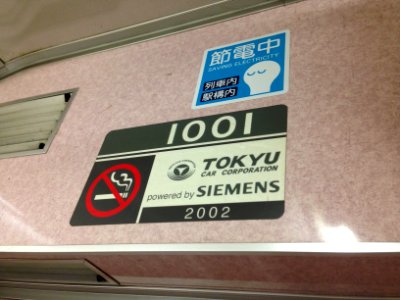 節電中
SAVING ELECTRICITY
列車内
駅構内
1001
TOKYU
CAR CORPORATION
powered by SIEMENS
2002